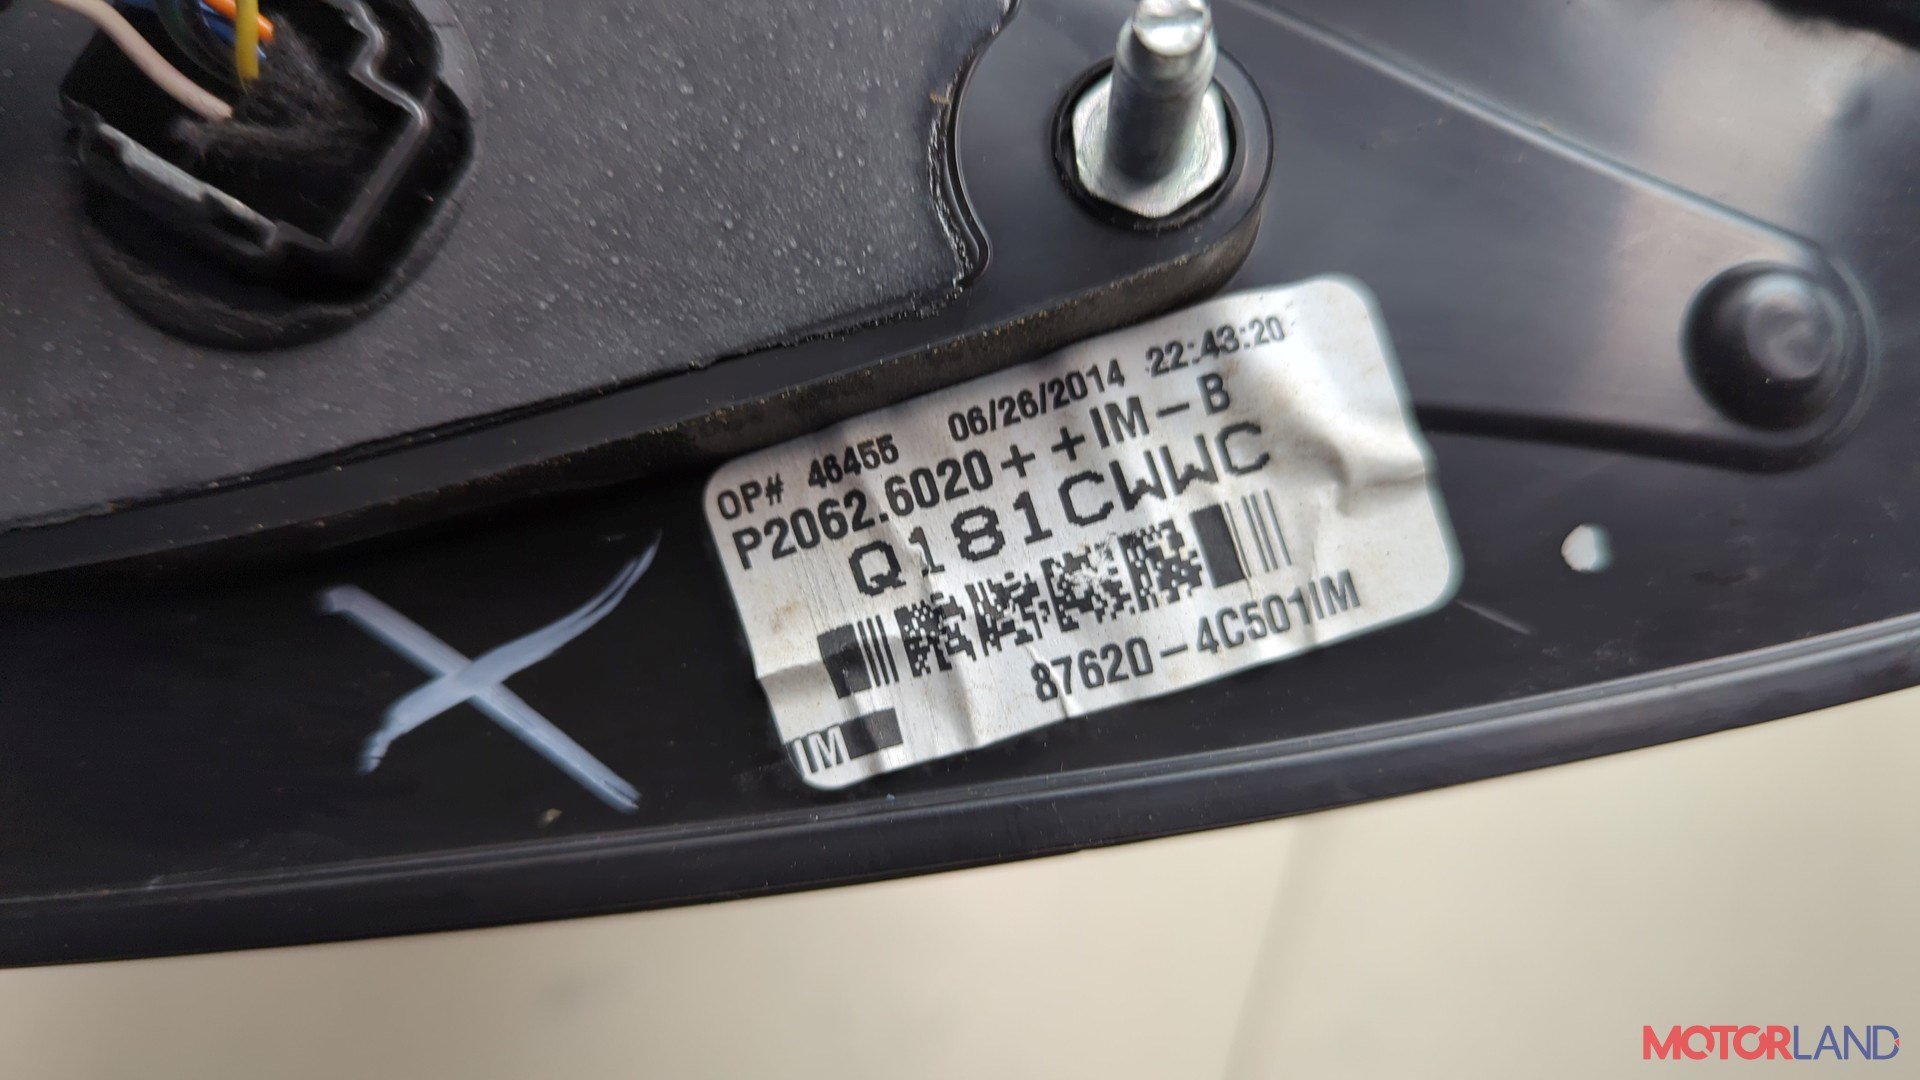 OP# 46455 06/26/2014 22:43:20
P2062.6020++IM-B
Q181CWWC
87620-4C501IM
IM
MOTORLAND